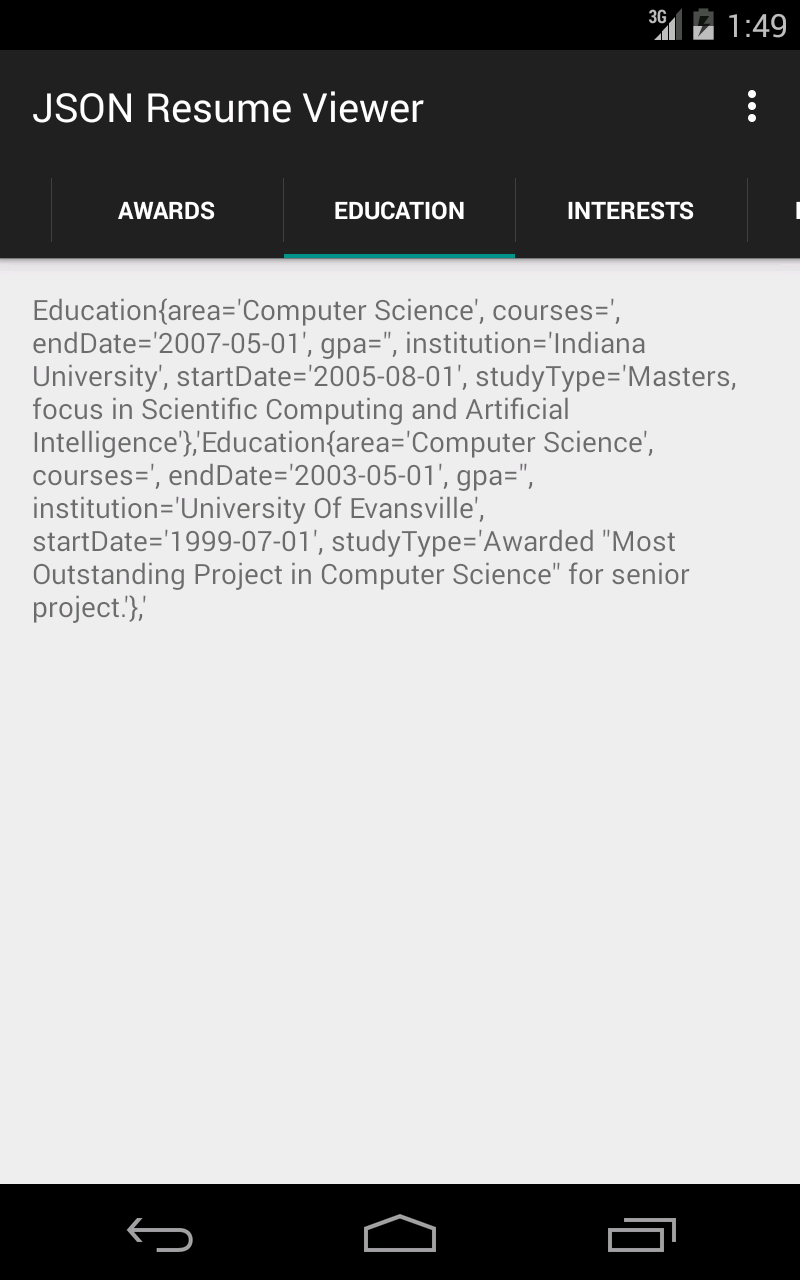 3G 1:49
JSON Resume Viewer
AWARDS EDUCATION INTERESTS
Education{area='Computer Science', courses=',
endDate='2007-05-01', gpa='', institution='Indiana
University', startDate='2005-08-01', studyType='Masters,
focus in Scientific Computing and Artificial
Intelligence'},'Education{area='Computer Science',
courses=', endDate='2003-05-01', gpa='',
institution='University Of Evansville',
startDate='1999-07-01', studyType='Awarded "Most
Outstanding Project in Computer Science" for senior
project.'},'